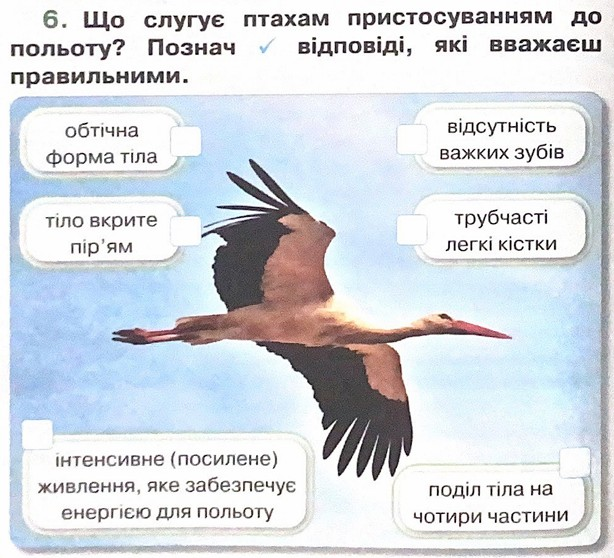 6. Що слугує птахам пристосуванням до
польоту? Познач ✓ відповіді, які вважаєш
правильними.
обтічна
форма тіла
відсутність
важких зубів
тіло вкрите
пір’ям
трубчасті
легкі кістки
інтенсивне (посилене)
живлення, яке забезпечує
енергією для польоту
поділ тіла на
чотири частини